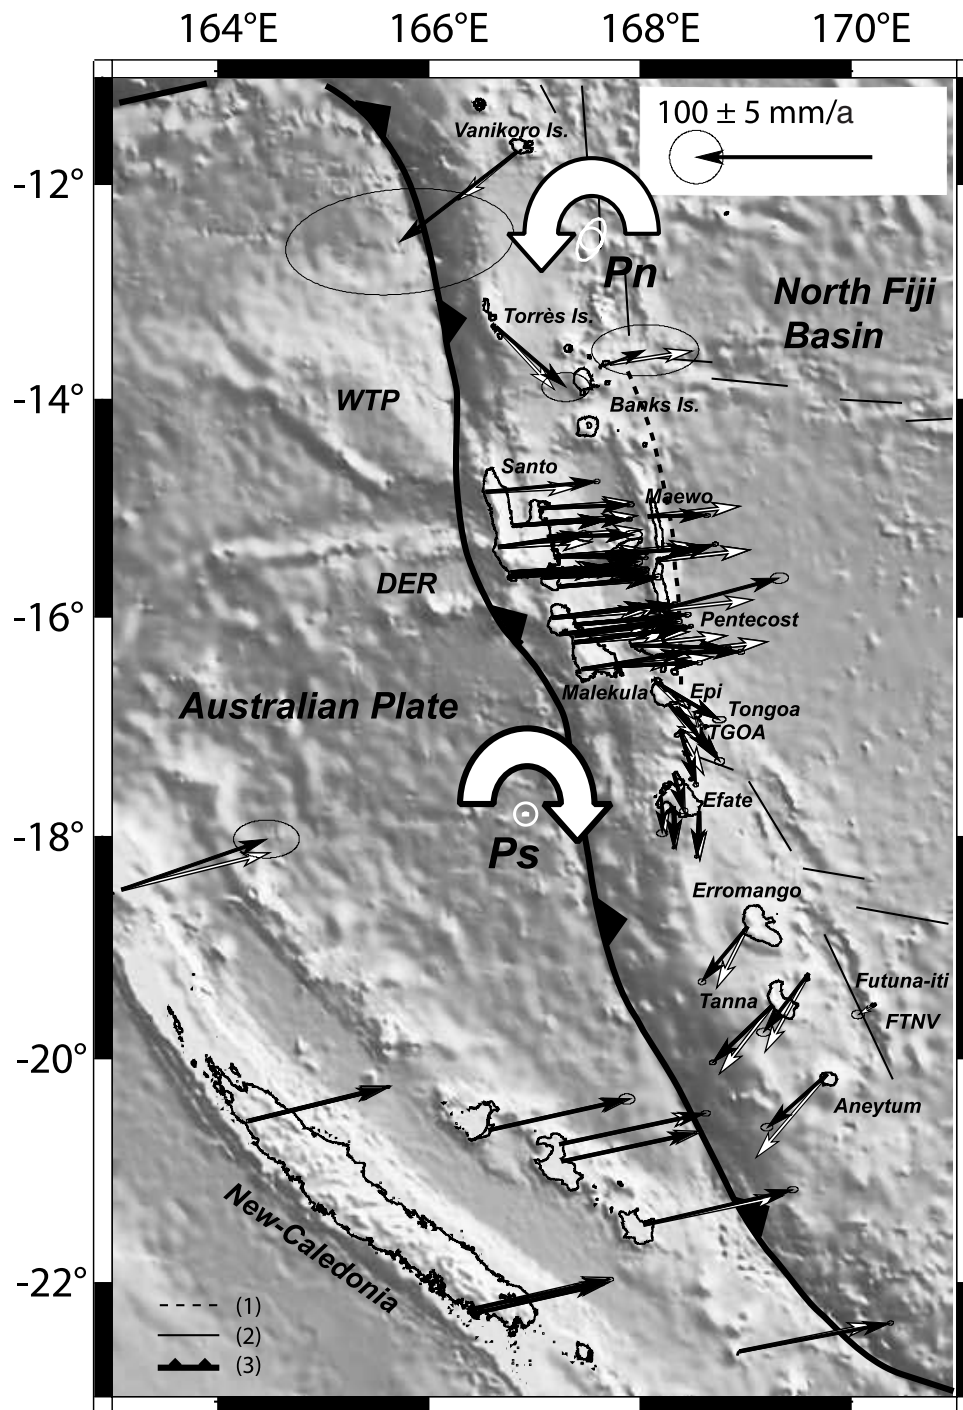 164°E 166°E 168°E 170°E
100 ± 5 mm/a
Vanikoro Is.
-12°
Pn
North Fiji
Basin
Torrès Is.
-14°
WTP
Banks Is.
Santo
Maewo
DER
-16°
Pentecost
Malekula
Epi
Tongoa
TGOA
Australian Plate
Efate
-18°
Ps
Erromango
Futuna-iti
Tanna
FTNV
-20°
Aneytum
New-Caledonia
-22°
(1)
(2)
(3)